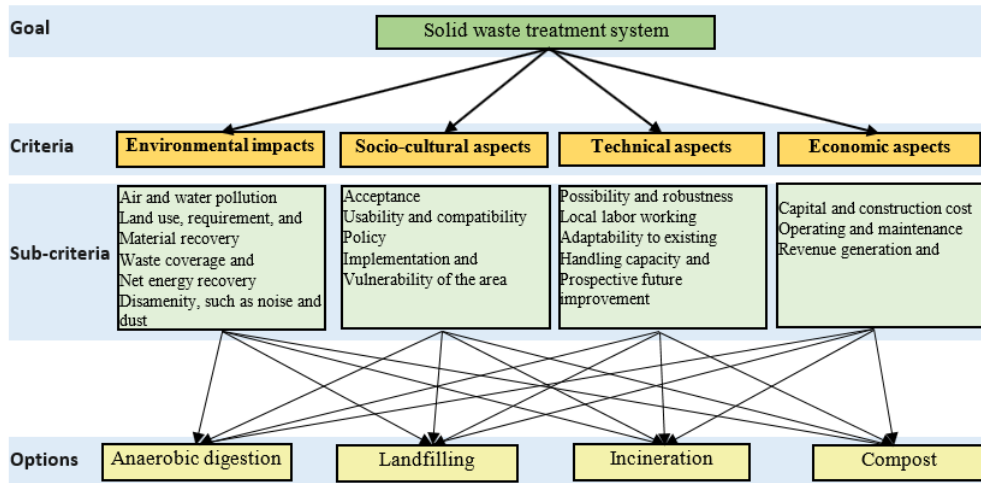 Goal
Solid waste treatment system
Criteria
Environmental impacts
Socio-cultural aspects
Technical aspects
Economic aspects
Sub-criteria
Air and water pollution
Land use, requirement, and
Material recovery
Waste coverage and
Net energy recovery
Disamenity, such as noise and
dust
Acceptance
Usability and compatibility
Policy
Implementation and
Vulnerability of the area
Possibility and robustness
Local labor working
Adaptability to existing
Handling capacity and
Prospective future
improvement
Capital and construction cost
Operating and maintenance
Revenue generation and
Options
Anaerobic digestion
Landfilling
Incineration
Compost